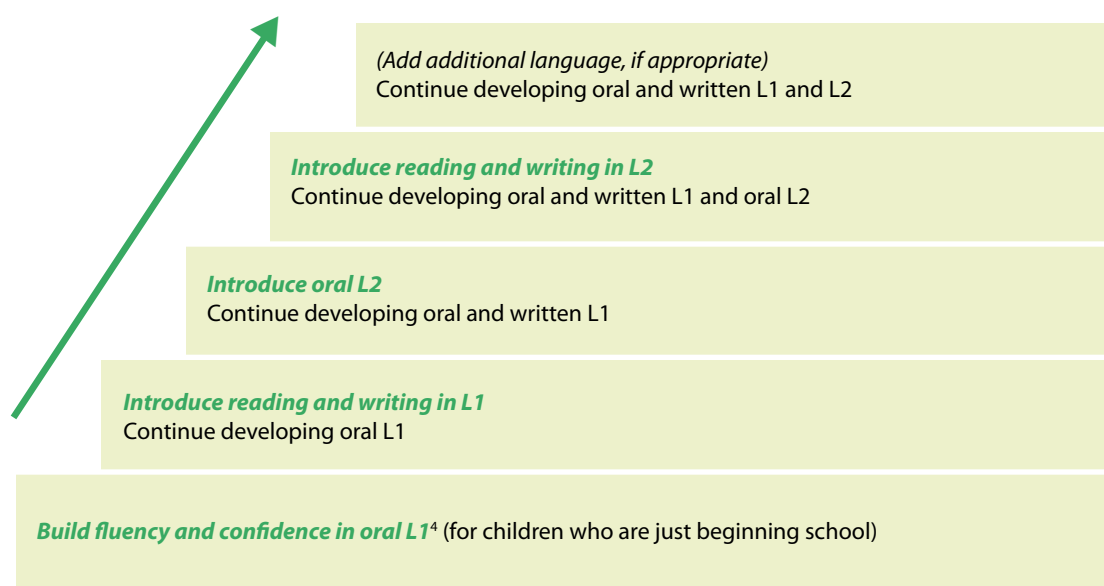 (Add additional language, if appropriate)
Continue developing oral and written L1 and L2
Introduce reading and writing in L2
Continue developing oral and written L1 and oral L2
Introduce oral L2
Continue developing oral and written L1
Introduce reading and writing in L1
Continue developing oral L1
Build fluency and confidence in oral L1⁴ (for children who are just beginning school)